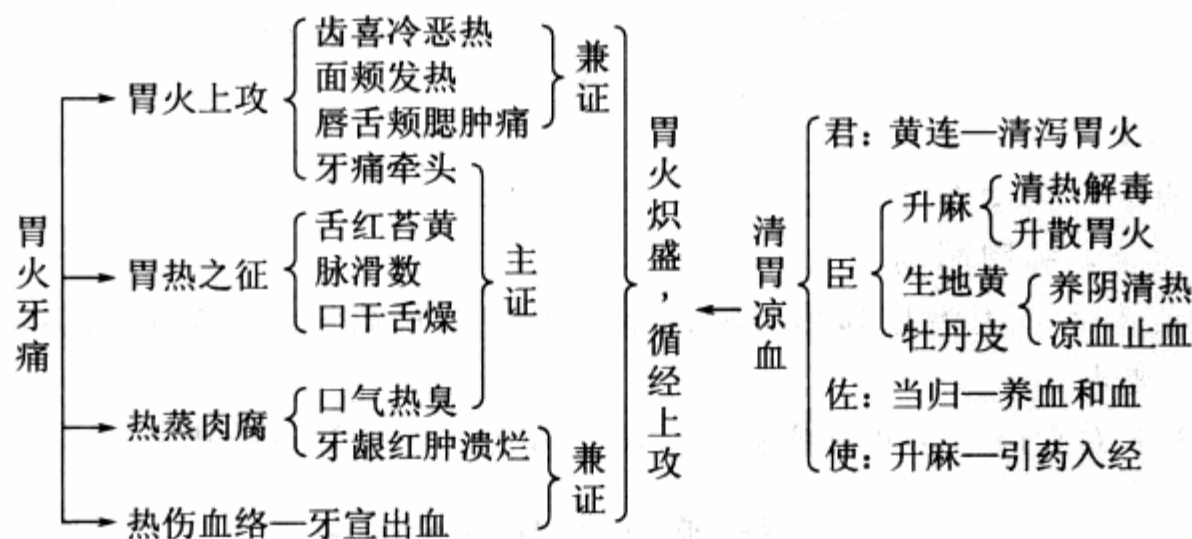 胃火牙痛
胃火上攻
齿喜冷恶热
面颊发热
唇舌颊腮肿痛
牙痛牵头
兼证
胃热之征
舌红苔黄
脉滑数
口干舌燥
主证
热蒸肉腐
口气热臭
牙龈红肿溃烂
热伤血络—牙宣出血
兼证
胃火炽盛，循经上攻
清胃凉血
君：黄连—清泻胃火
臣
升麻
清热解毒
升散胃火
生地黄
牡丹皮
养阴清热
凉血止血
佐：当归—养血和血
使：升麻—引药入经